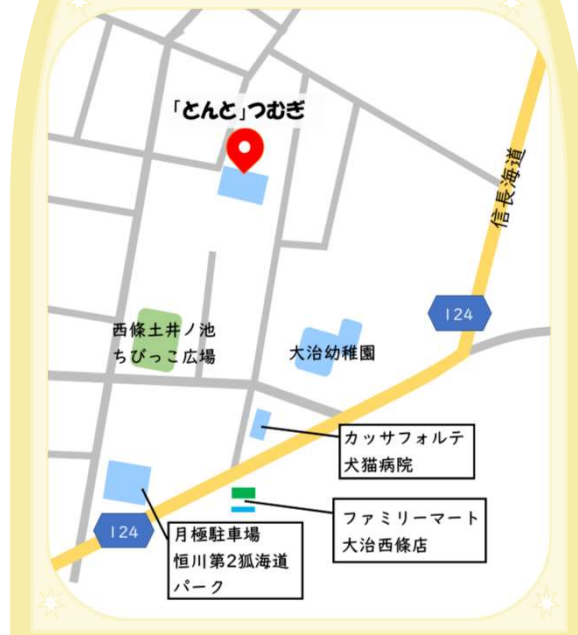 「とんと」つむぎ
信長海道
124
西條土井ノ池
ちびっこ広場
大治幼稚園
カッサフォルテ
犬猫病院
ファミリーマート
大治西條店
124
月極駐車場
恒川第2狐海道
パーク